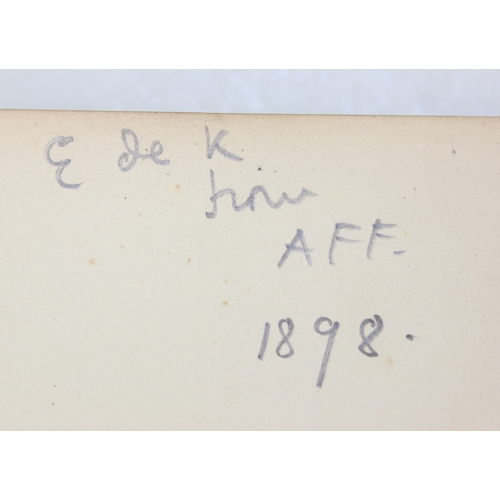 E de K
from
AFF.
1898.